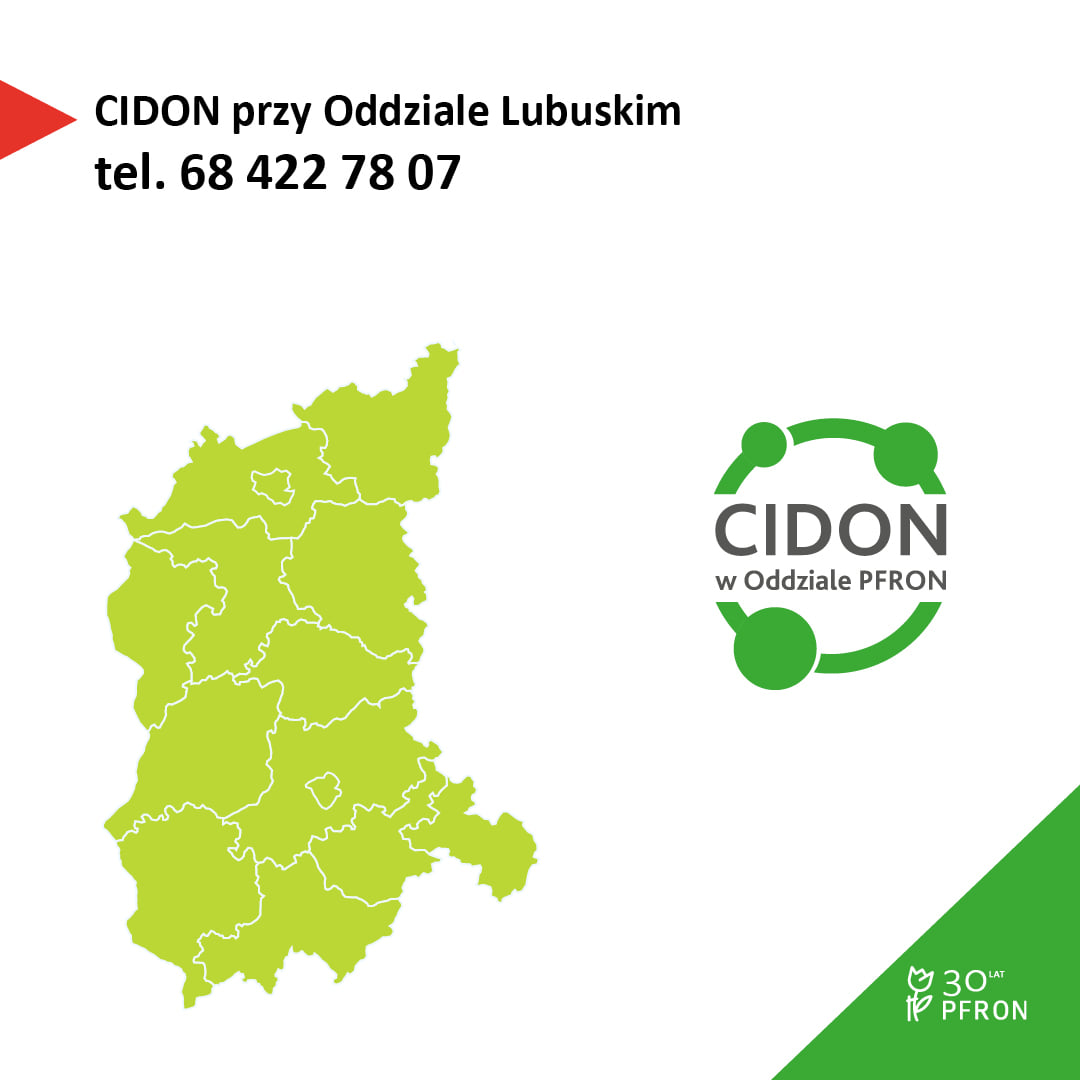 CIDON przy Oddziale Lubuskim
tel. 68 422 78 07
CIDON
w Oddziale PFRON
30 LAT
PFRON